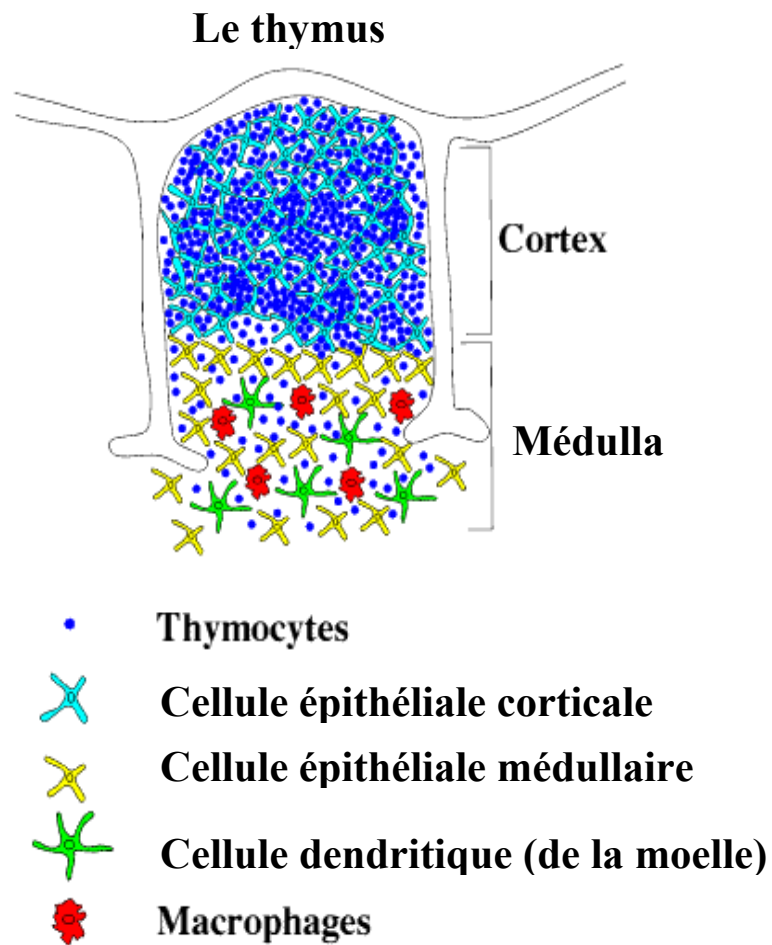 Le thymus
Cortex
Médulla
Thymocytes
Cellule épithéliale corticale
Cellule épithéliale médullaire
Cellule dendritique (de la moelle)
Macrophages